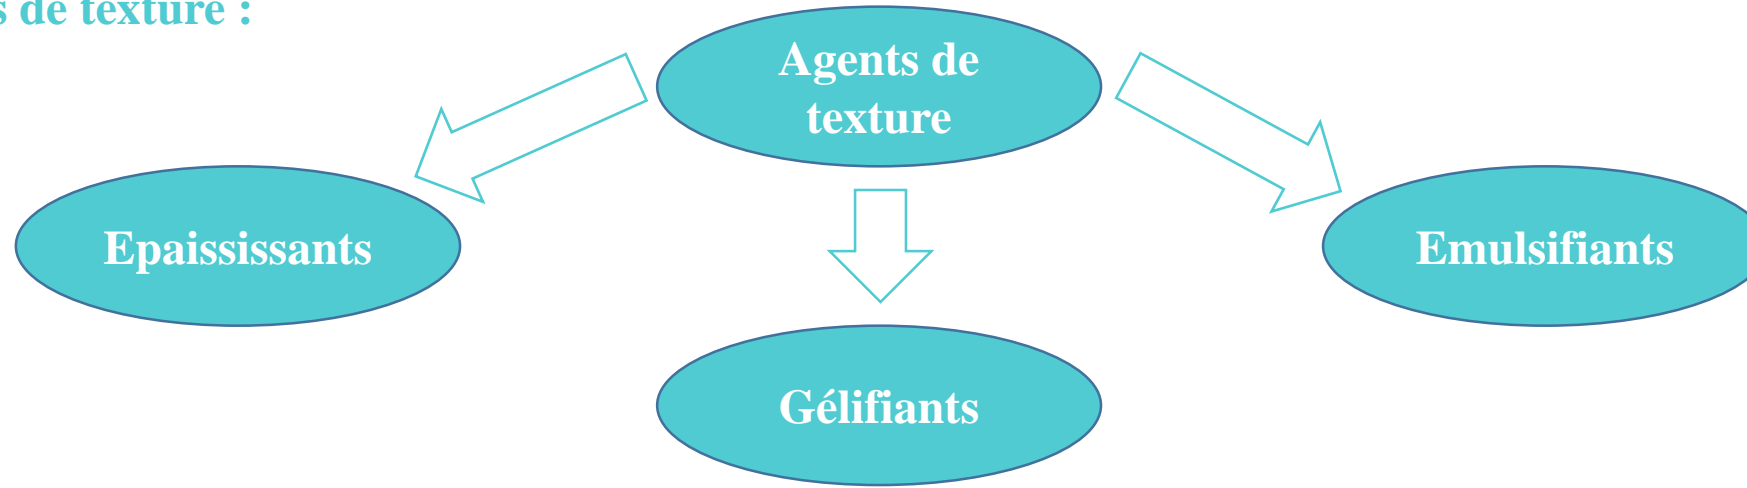 s de texture :
Agents de
texture
Epaississants
Emulsifiants
Gélifiants